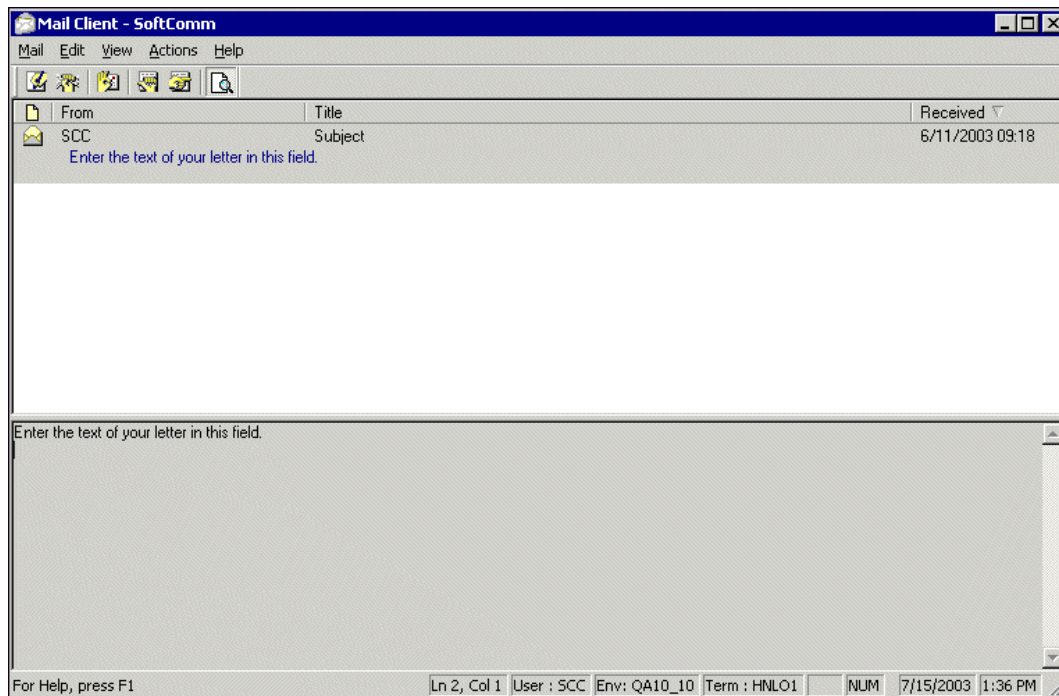 Mail Client - SoftComm
Mail Edit View Actions Help
From Title Received
SCC Subject 6/11/2003 09:18
Enter the text of your letter in this field.
Enter the text of your letter in this field.
For Help, press F1 Ln 2, Col 1 User : SCC Env: QA10_10 Term : HNLO1 NUM 7/15/2003 1:36 PM